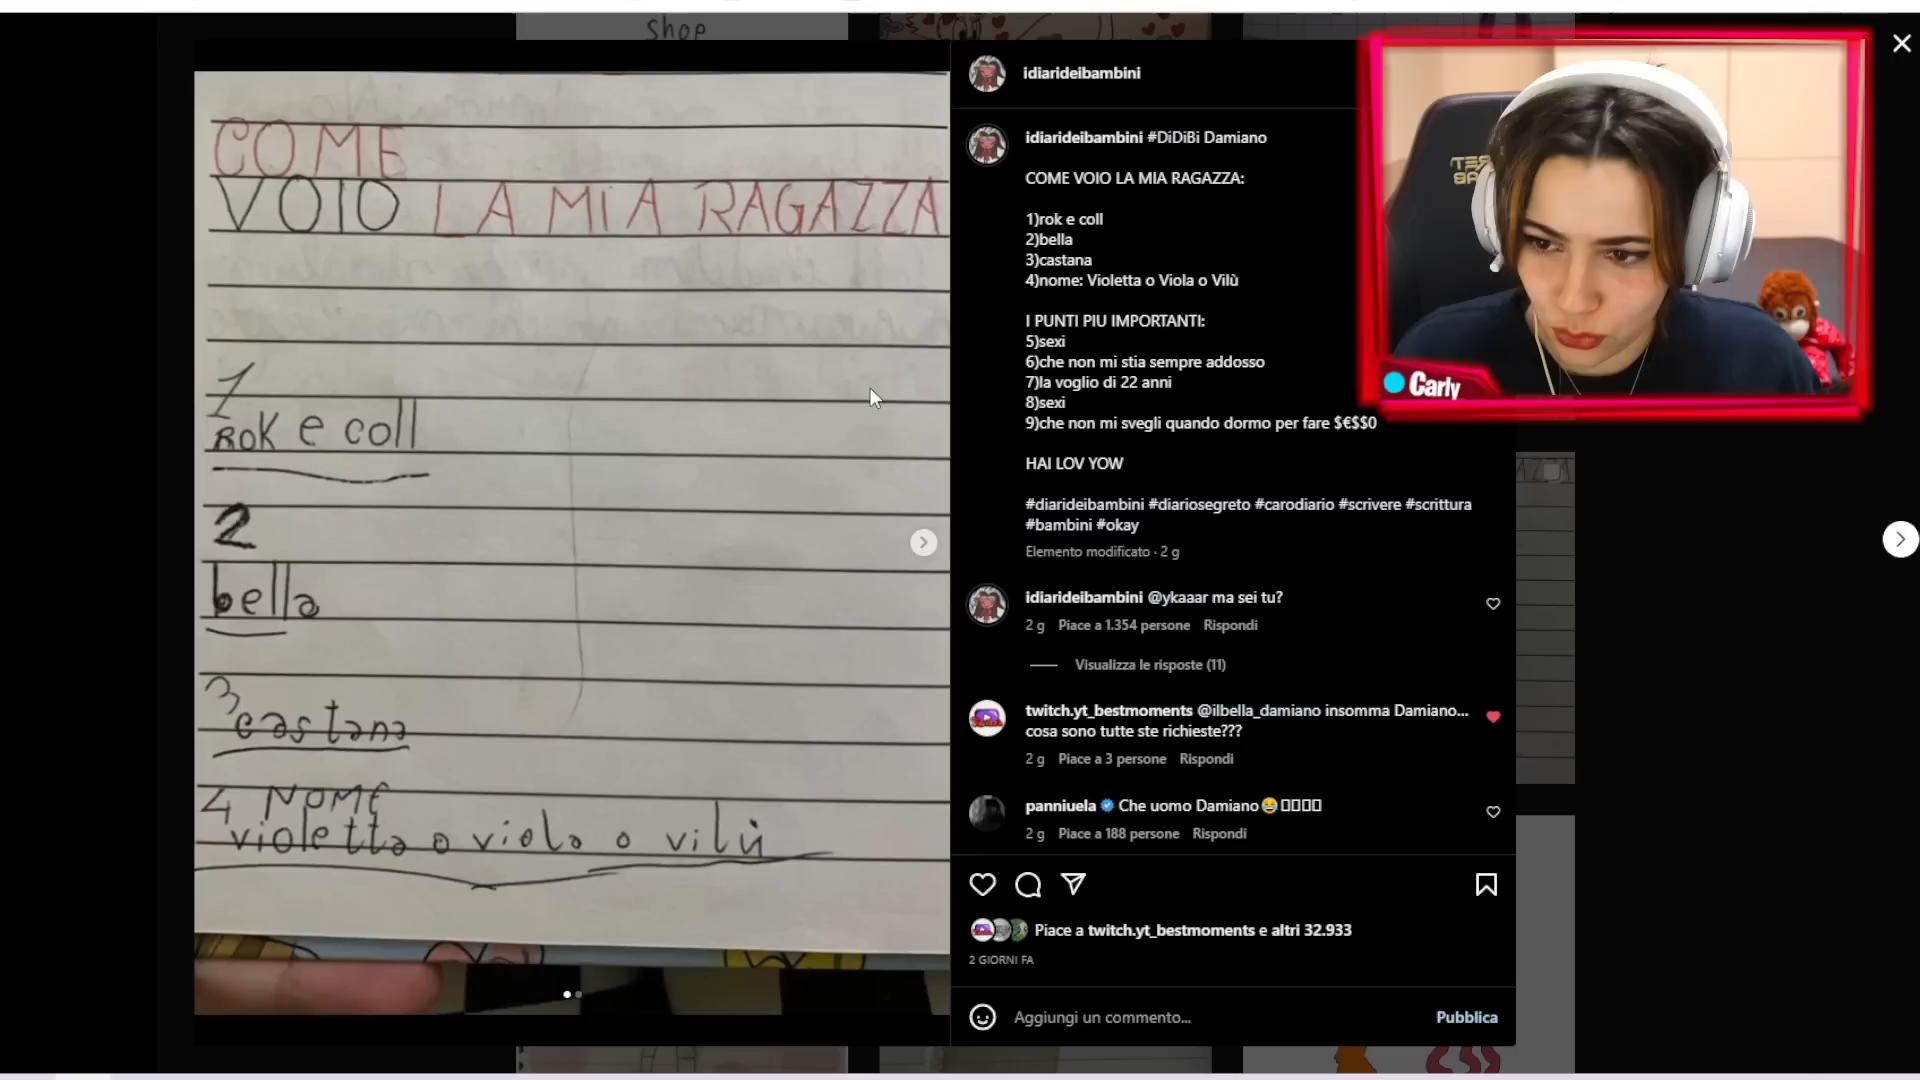 shop
COME
VOIO LA MIA RAGAZZA
1
ROK e coll
2
bella
3
castana
4 NOME
violetta o viola o vilù
idiarideibambini
idiarideibambini #DiDiBi Damiano
COME VOIO LA MIA RAGAZZA:
1)rok e coll
2)bella
3)castana
4)nome: Violetta o Viola o Vilù
I PUNTI PIU IMPORTANTI:
5)sexi
6)che non mi stia sempre addosso
7)la voglio di 22 anni
8)sexi
9)che non mi svegli quando dormo per fare $€$$0
HAI LOV YOW
#diarideibambini #diariosegreto #carodiario #scrivere #scrittura
#bambini #okay
Elemento modificato · 2 g
idiarideibambini @ykaaar ma sei tu?
2 g Piace a 1.354 persone Rispondi
Visualizza le risposte (11)
twitch.yt_bestmoments @ilbella_damiano insomma Damiano...
cosa sono tutte ste richieste???
2 g Piace a 3 persone Rispondi
panniuela Che uomo Damiano😂
2 g Piace a 188 persone Rispondi
Piace a twitch.yt_bestmoments e altri 32.933
2 GIORNI FA
Aggiungi un commento...
Pubblica
Carly